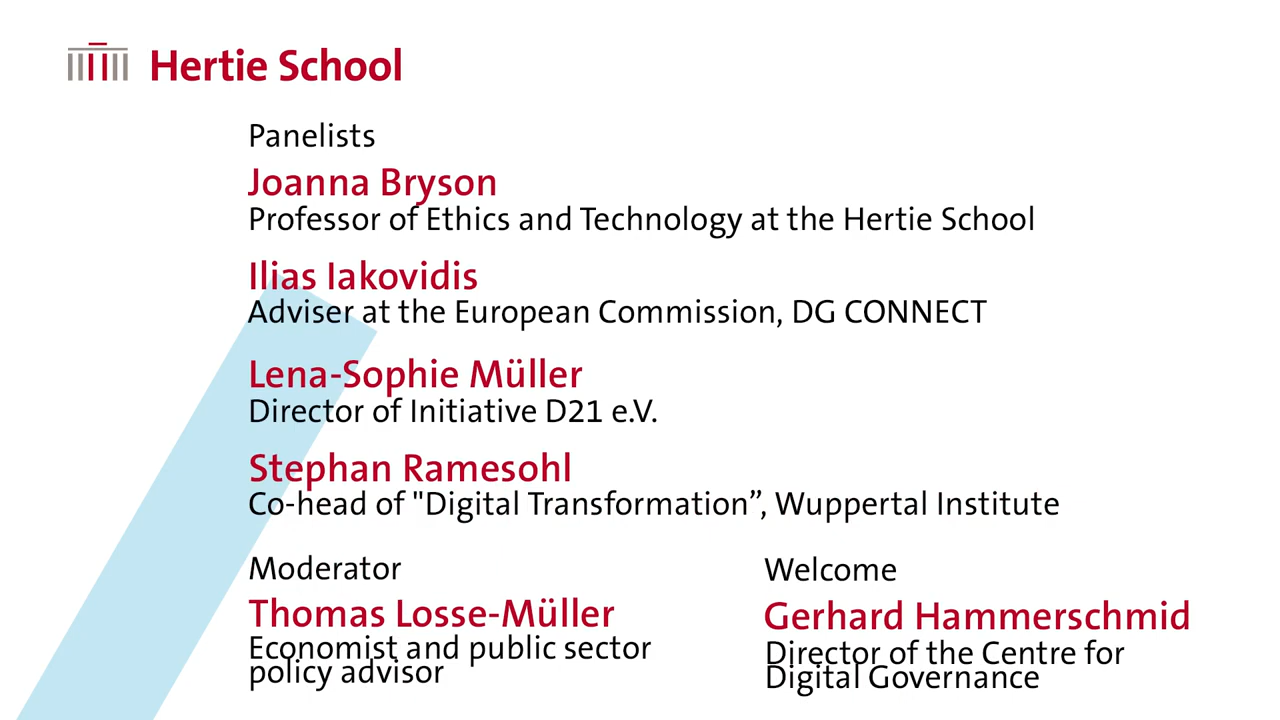 Hertie School
Panelists
Joanna Bryson
Professor of Ethics and Technology at the Hertie School
Ilias Iakovidis
Adviser at the European Commission, DG CONNECT
Lena-Sophie Müller
Director of Initiative D21 e.V.
Stephan Ramesohl
Co-head of "Digital Transformation”, Wuppertal Institute
Moderator
Thomas Losse-Müller
Economist and public sector
policy advisor
Welcome
Gerhard Hammerschmid
Director of the Centre for
Digital Governance